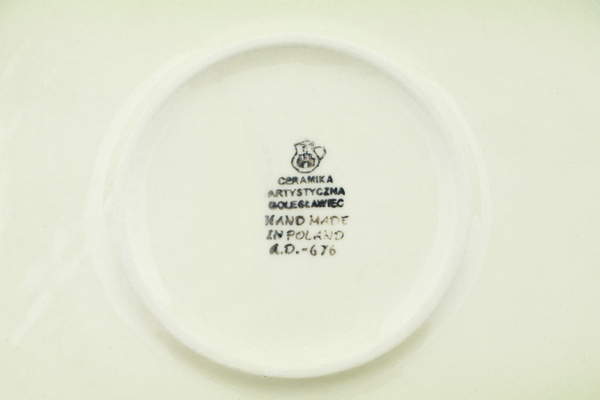 CERAMIKA
ARTYSTYCZNA
BOLESŁAWIEC
HAND MADE
IN POLAND
A.D.-676